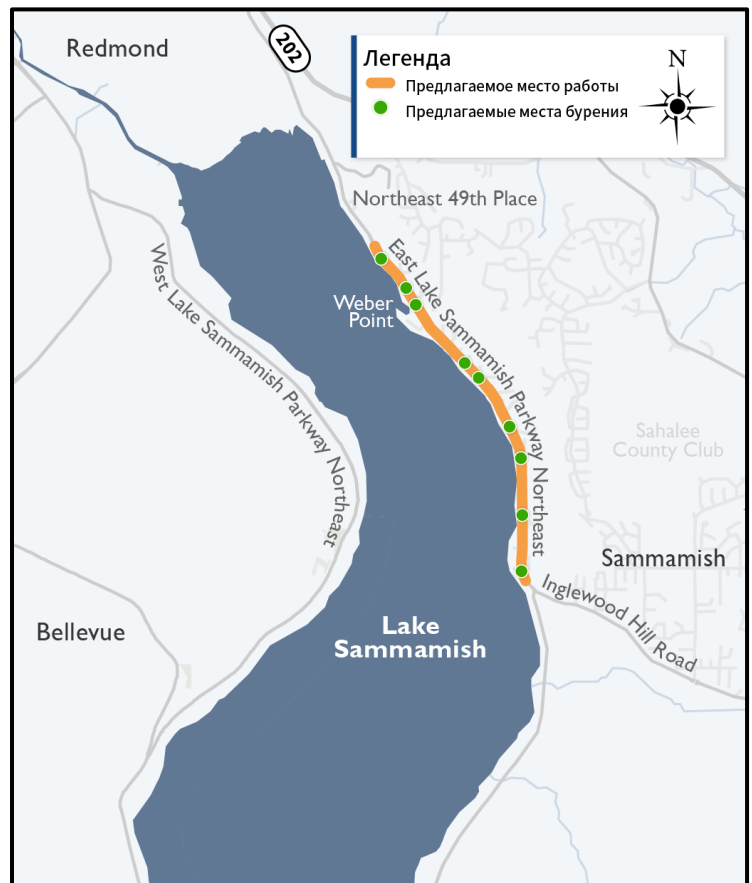 Redmond
202
Легенда
Предлагаемое место работы
Предлагаемые места бурения
N
Northeast 49th Place
East Lake Sammamish Parkway Northeast
West Lake Sammamish Parkway Northeast
Weber
Point
Sahalee
County Club
Sammamish
Inglewood Hill Road
Bellevue
Lake
Sammamish